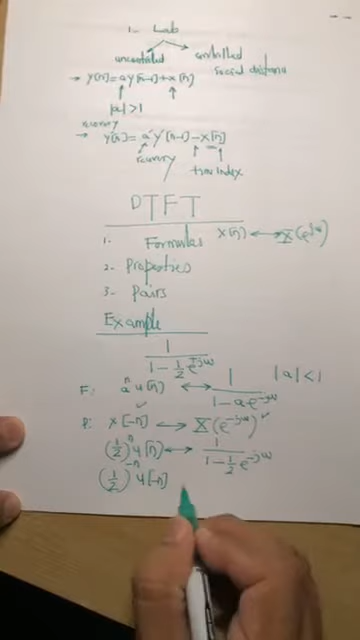 1- Lab
uncontrolled controlled
social distance
→ y[n]=ay[n-1]+x[n]
|a|>1
recovery
→ y[n]=a'y'[n-1]-x[n]
recovery time index
DTFT
1. Formulas x[n] ↔ X(e^jω)
2- Properties
3- Pairs
Example
1 / (1 - 1/2 e^jω)
F: a^n u[n] ↔ 1 / (1 - a e^-jω) |a|<1
P: x[-n] ↔ X(e^-jω)
(1/2)^n u[n] ↔ 1 / (1 - 1/2 e^-jω)
(1/2)^-n u[-n]